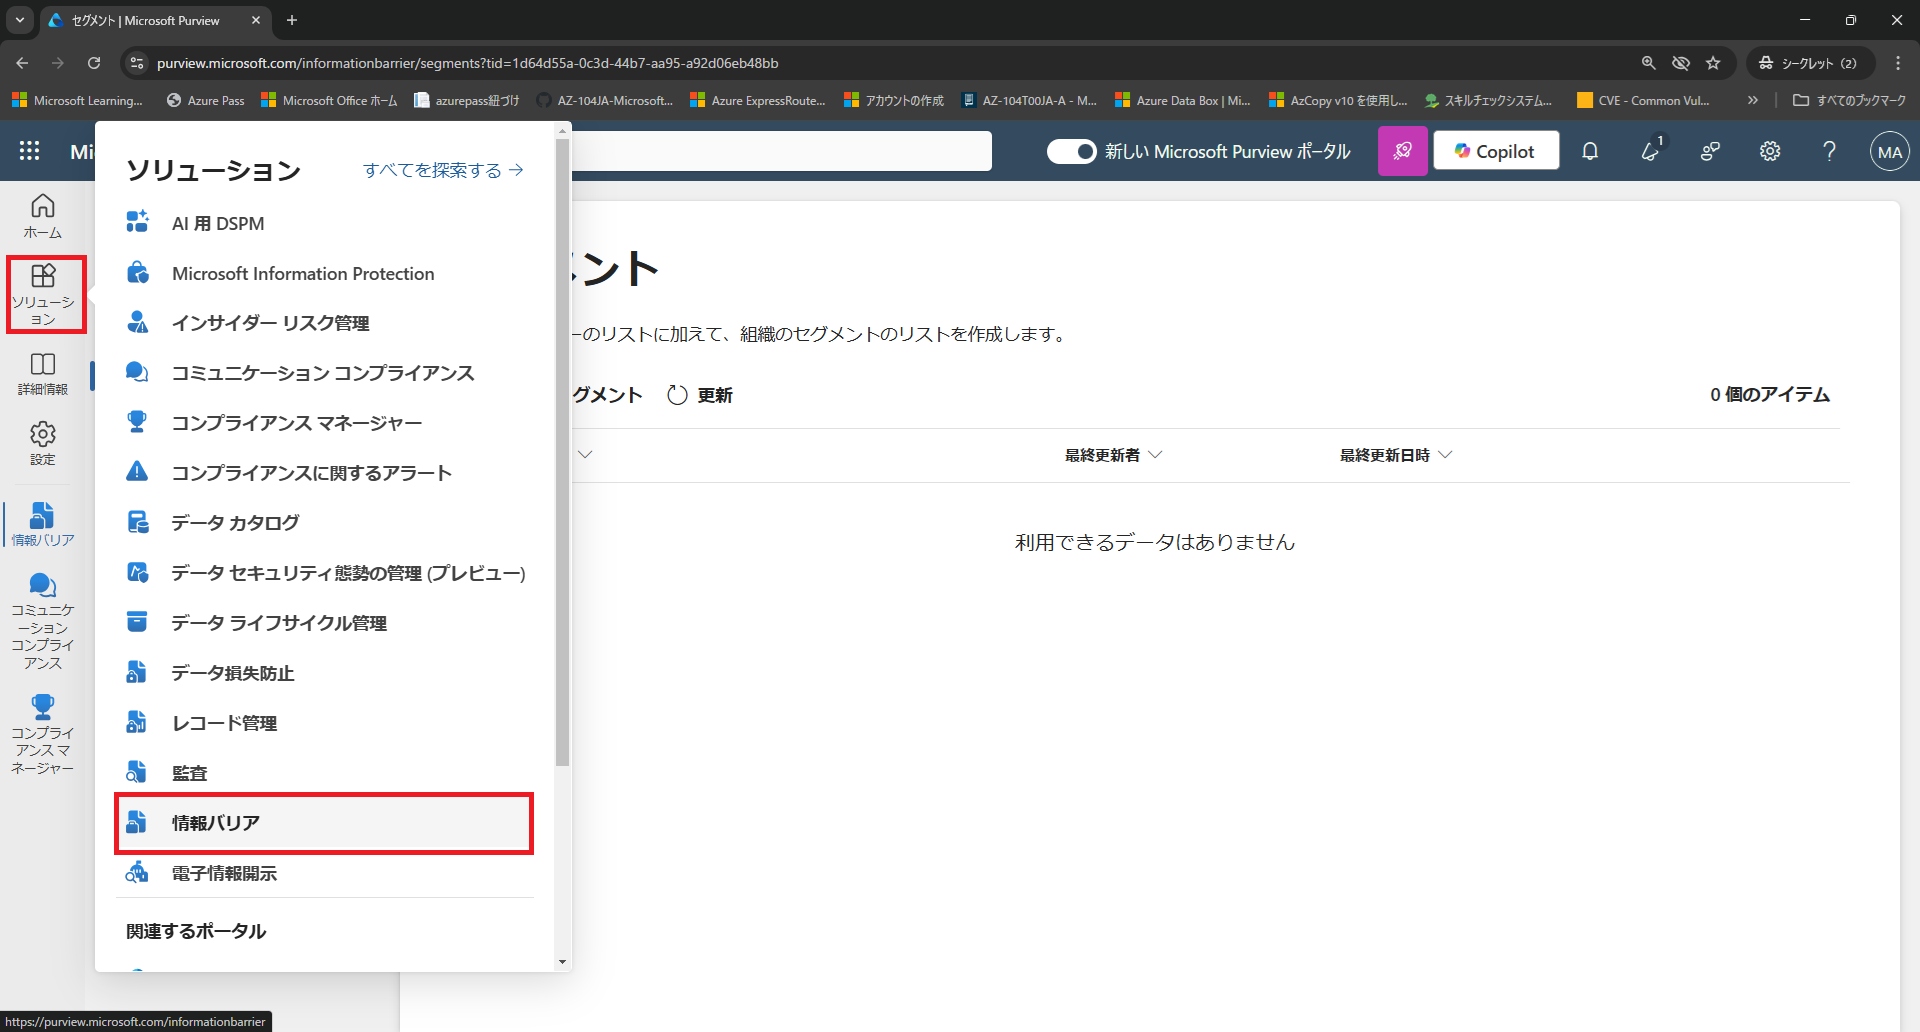 セグメント | Microsoft Purview
purview.microsoft.com/informationbarrier/segments?tid=1d64d55a-0c3d-44b7-aa95-a92d06eb48bb
シークレット (2)
Microsoft Learning...
Azure Pass
Microsoft Office ホーム
azurepass紐づけ
AZ-104JA-Microsoft...
Azure ExpressRoute...
アカウントの作成
AZ-104T00JA-A - M...
Azure Data Box | Mi...
AzCopy v10 を使用し...
スキルチェックシステム...
CVE - Common Vul...
すべてのブックマーク
Mi
新しい Microsoft Purview ポータル
Copilot
1
MA
ホーム
ソリューシ
ョン
詳細情報
設定
情報バリア
コミュニケ
ーション
コンプライ
アンス
コンプライ
アンス マ
ネージャー
ソリューション
すべてを探索する →
AI 用 DSPM
Microsoft Information Protection
インサイダー リスク管理
コミュニケーション コンプライアンス
コンプライアンス マネージャー
コンプライアンスに関するアラート
データ カタログ
データ セキュリティ態勢の管理 (プレビュー)
データ ライフサイクル管理
データ損失防止
レコード管理
監査
情報バリア
電子情報開示
関連するポータル
メント
ーのリストに加えて、組織のセグメントのリストを作成します。
グメント
更新
0 個のアイテム
最終更新者
最終更新日時
利用できるデータはありません
https://purview.microsoft.com/informationbarrier